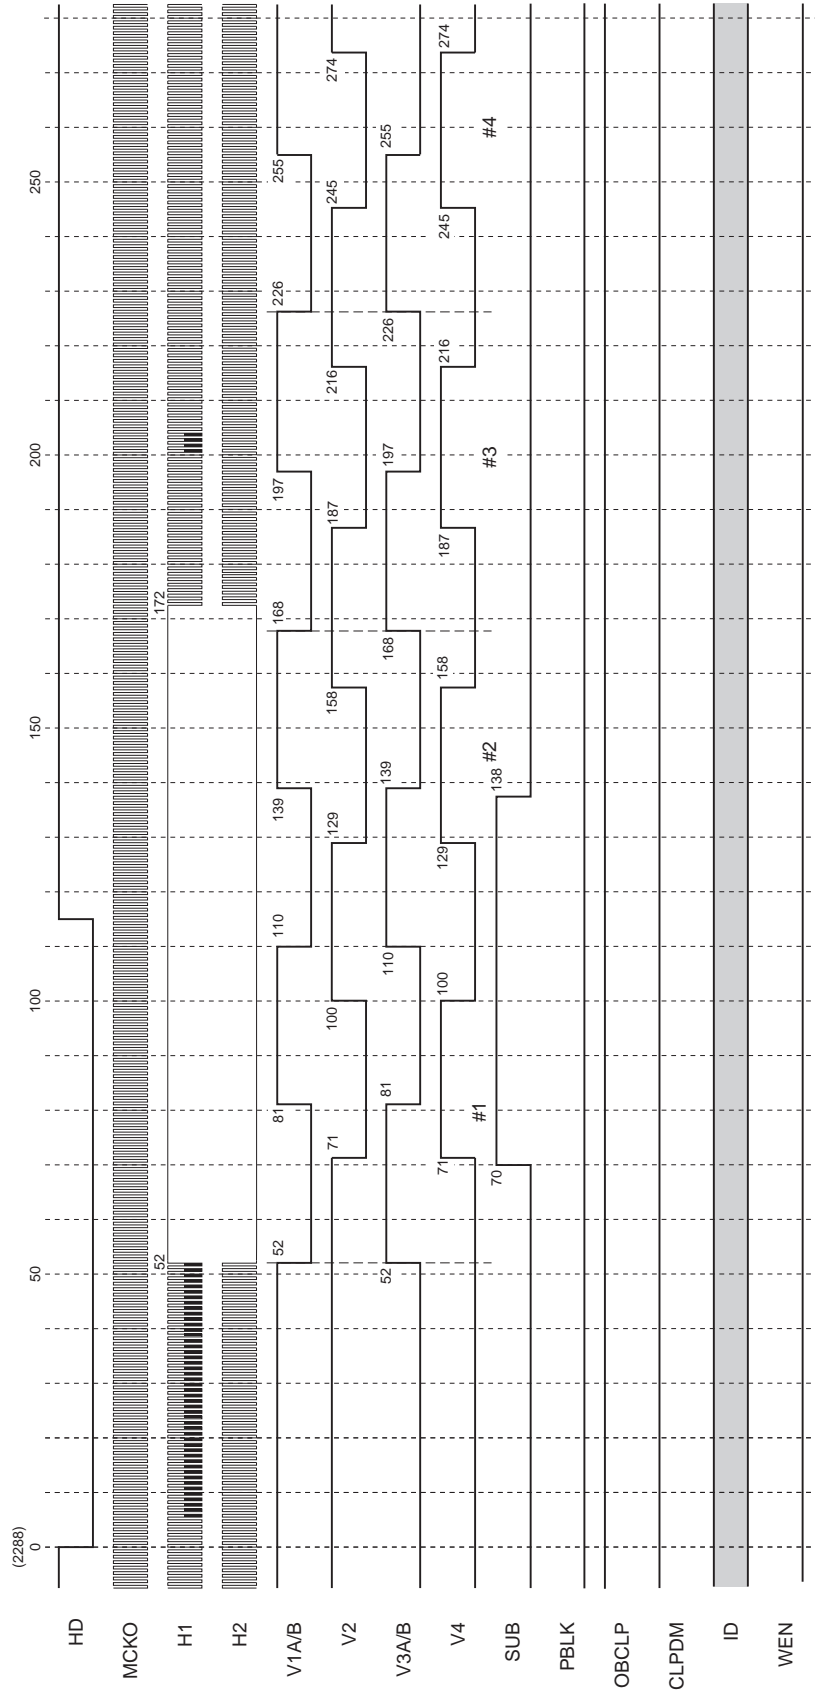 (2288)
0 50 100 150 200 250
HD
MCKO
52 172
H1
H2
52 81 110 139 168 197 226 255
V1A/B
71 100 129 158 187 216 245 274
V2
52 81 110 139 168 197 226 255
V3A/B
71 100 129 158 187 216 245 274
V4
#1 #2 #3 #4
70 138
SUB
PBLK
OBCLP
CLPDM
ID
WEN